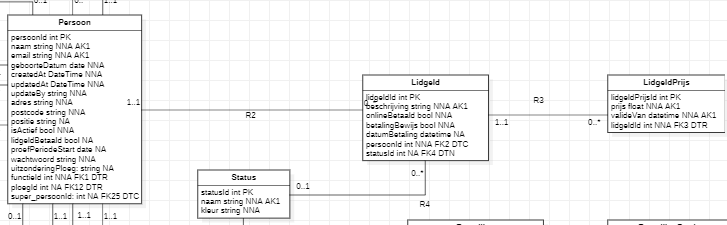 0..1
0..
1..1
Persoon
persoonId int PK
naam string NNA AK1
email string NNA AK1
geboorteDatum date NNA
createdAt DateTime NNA
updatedAt DateTime NNA
updateBy string NNA
adres string NNA
postcode string NNA
positie string NA
isActief bool NNA
lidgeldBetaald bool NA
proefPeriodeStart date NA
wachtwoord string NNA
uitzonderingPloeg: string NA
functieId int NNA FK1 DTR
ploegId int NA FK12 DTR
super_persoonId: int NA FK25 DTC
1..1
R2
Lidgeld
lidgeldId int PK
beschrijving string NNA AK1
onlineBetaald bool NNA
betalingBewijs bool NNA
datumBetaling datetime NA
persoonId int NNA FK2 DTC
statusId int NA FK4 DTN
R3
1..1
0..*
LidgeldPrijs
lidgeldPrijsId int PK
prijs float NNA AK1
valideVan datetime NNA AK1
lidgeldId int NNA FK3 DTR
Status
statusId int PK
naam string NNA AK1
kleur string NNA
0..1
0..*
R4
0..1
1..1
1..1
1..1